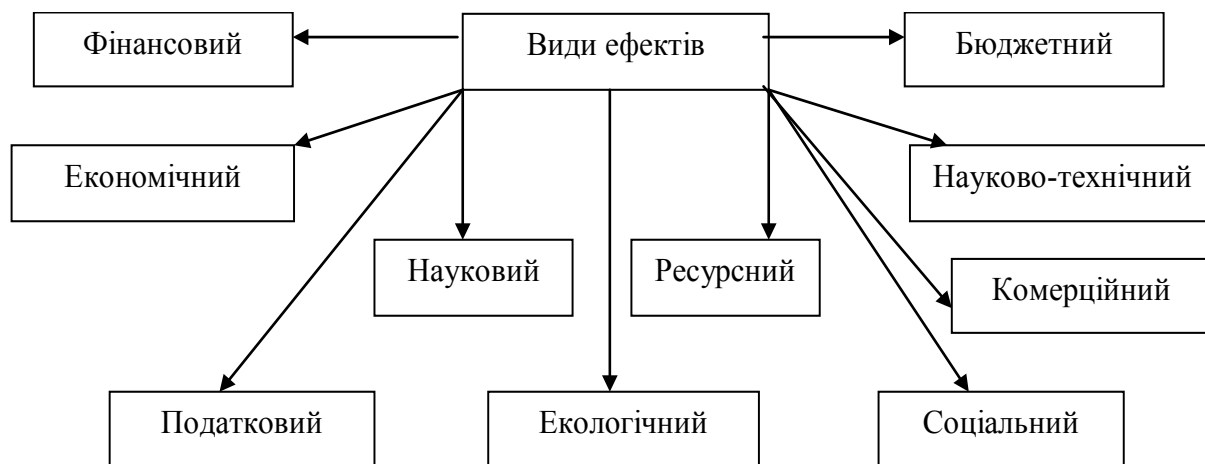 Фінансовий
Види ефектів
Бюджетний
Економічний
Науково-технічний
Науковий
Ресурсний
Комерційний
Податковий
Екологічний
Соціальний